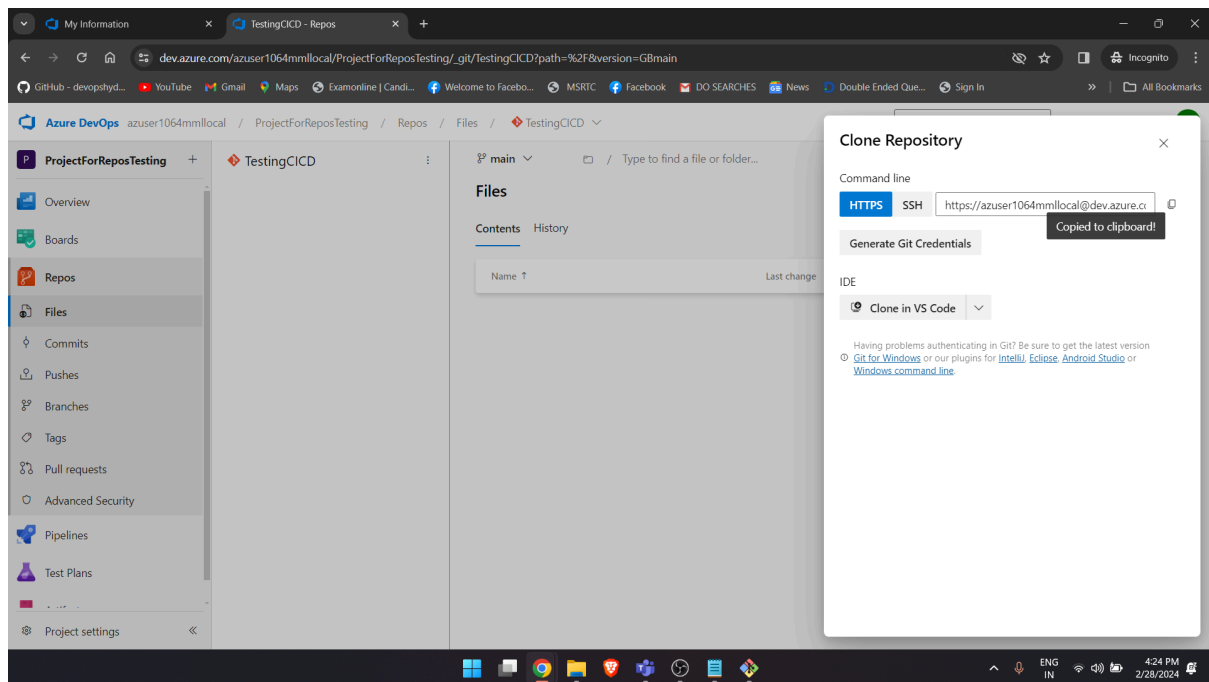 My Information
TestingCICD - Repos
dev.azure.com/azuser1064mmllocal/ProjectForReposTesting/_git/TestingCICD?path=%2F&version=GBmain
Incognito
GitHub - devopshyd...
YouTube
Gmail
Maps
Examonline | Candi...
Welcome to Facebo...
MSRTC
Facebook
DO SEARCHES
News
Double Ended Que...
Sign In
»
All Bookmarks
Azure DevOps azuser1064mmllocal / ProjectForReposTesting / Repos / Files / TestingCICD
P ProjectForReposTesting +
Overview
Boards
Repos
Files
Commits
Pushes
Branches
Tags
Pull requests
Advanced Security
Pipelines
Test Plans
Project settings
TestingCICD
main / Type to find a file or folder...
Files
Contents History
Name ↑ Last change
Clone Repository
Command line
HTTPS SSH https://azuser1064mmllocal@dev.azure.cc
Copied to clipboard!
Generate Git Credentials
IDE
Clone in VS Code
Having problems authenticating in Git? Be sure to get the latest version
Git for Windows or our plugins for IntelliJ, Eclipse, Android Studio or
Windows command line.
ENG
IN
4:24 PM
2/28/2024